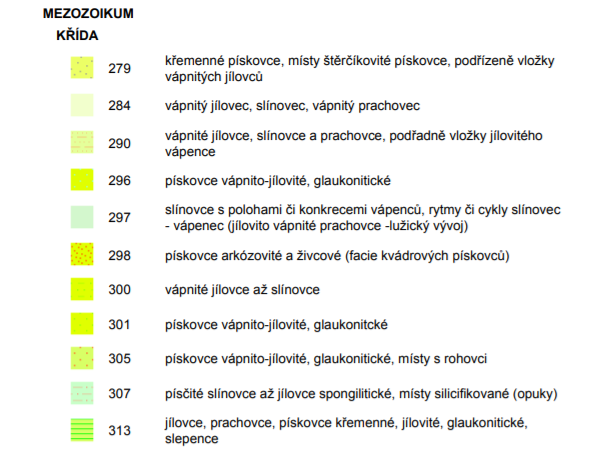 MEZOZOIKUM
KŘÍDA
279 křemenné pískovce, místy štěrčíkovité pískovce, podřízeně vložky
vápnitých jílovců
284 vápnitý jílovec, slínovec, vápnitý prachovec
290 vápnité jílovce, slínovce a prachovce, podřadně vložky jílovitého
vápence
296 pískovce vápnito-jílovité, glaukonitické
297 slínovce s polohami či konkrecemi vápenců, rytmy či cykly slínovec
- vápenec (jílovito vápnité prachovce -lužický vývoj)
298 pískovce arkózovité a živcové (facie kvádrových pískovců)
300 vápnité jílovce až slínovce
301 pískovce vápnito-jílovité, glaukonitcké
305 pískovce vápnito-jílovité, glaukonitické, místy s rohovci
307 písčité slínovce až jílovce spongilitické, místy silicifikované (opuky)
313 jílovce, prachovce, pískovce křemenné, jílovité, glaukonitické,
slepence